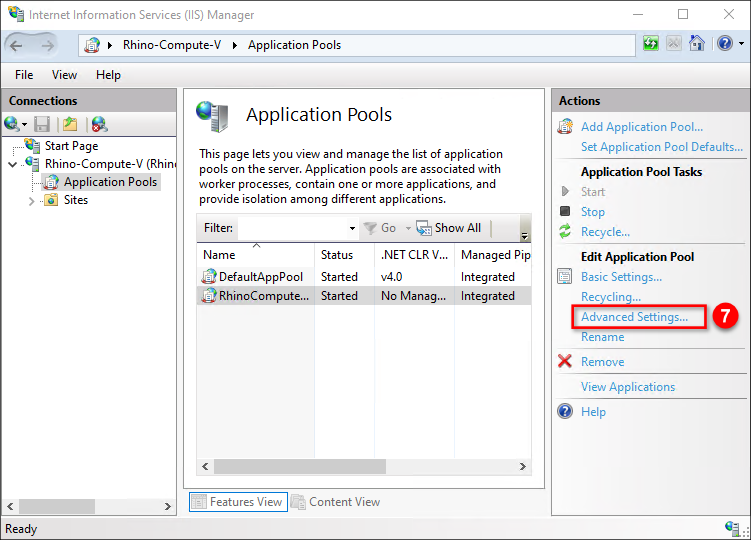 Internet Information Services (IIS) Manager
Rhino-Compute-V Application Pools
File View Help
Connections
Start Page
Rhino-Compute-V (Rhino
Application Pools
Sites
Application Pools
This page lets you view and manage the list of application
pools on the server. Application pools are associated with
worker processes, contain one or more applications, and
provide isolation among different applications.
Filter: Go Show All
Name Status .NET CLR V... Managed Pip
DefaultAppPool Started v4.0 Integrated
RhinoCompute... Started No Manag... Integrated
Features View Content View
Actions
Add Application Pool...
Set Application Pool Defaults...
Application Pool Tasks
Start
Stop
Recycle...
Edit Application Pool
Basic Settings...
Recycling...
Advanced Settings... 7
Rename
Remove
View Applications
Help
Ready